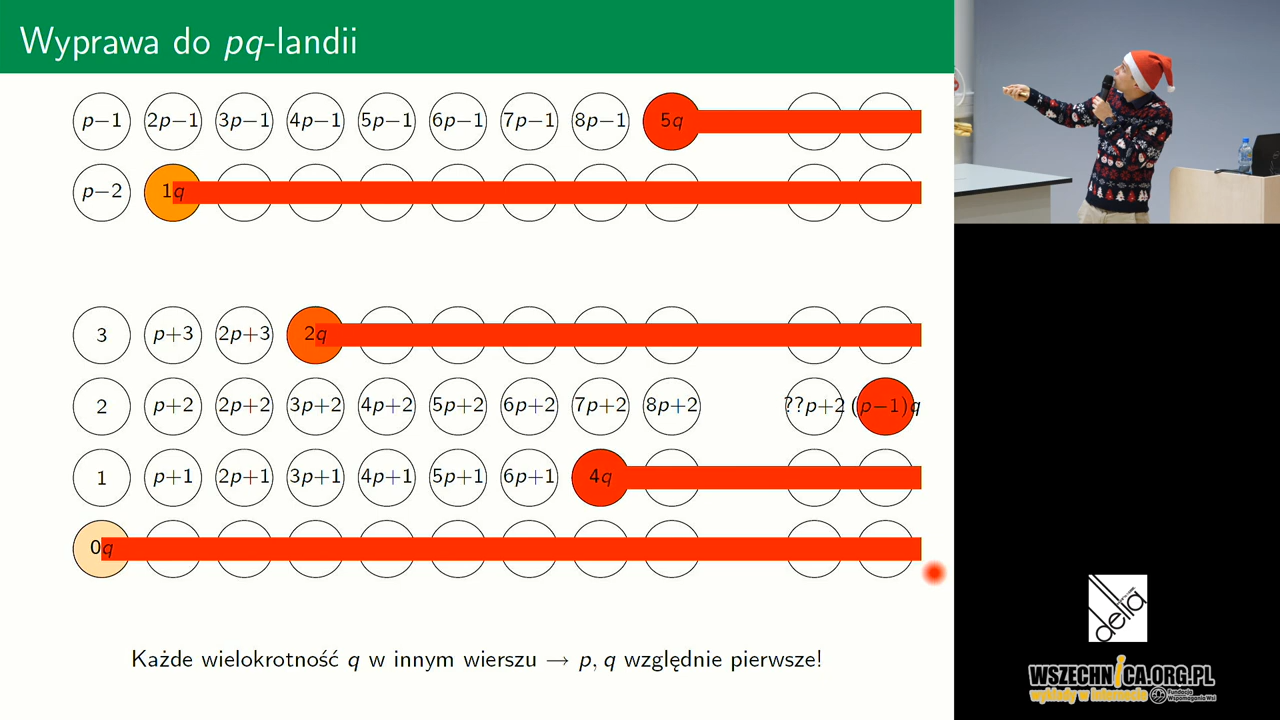 Wyprawa do pq-landii
p−1 2p−1 3p−1 4p−1 5p−1 6p−1 7p−1 8p−1 5q
p−2 1q
3 p+3 2p+3 2q
2 p+2 2p+2 3p+2 4p+2 5p+2 6p+2 7p+2 8p+2 ??p+2 (p−1)q
1 p+1 2p+1 3p+1 4p+1 5p+1 6p+1 4q
0q
Każde wielokrotność q w innym wierszu → p, q względnie pierwsze!
delta
WSZECHNICA.ORG.PL
wykłady w internecie
Fundacja
Wspomagania Wsi